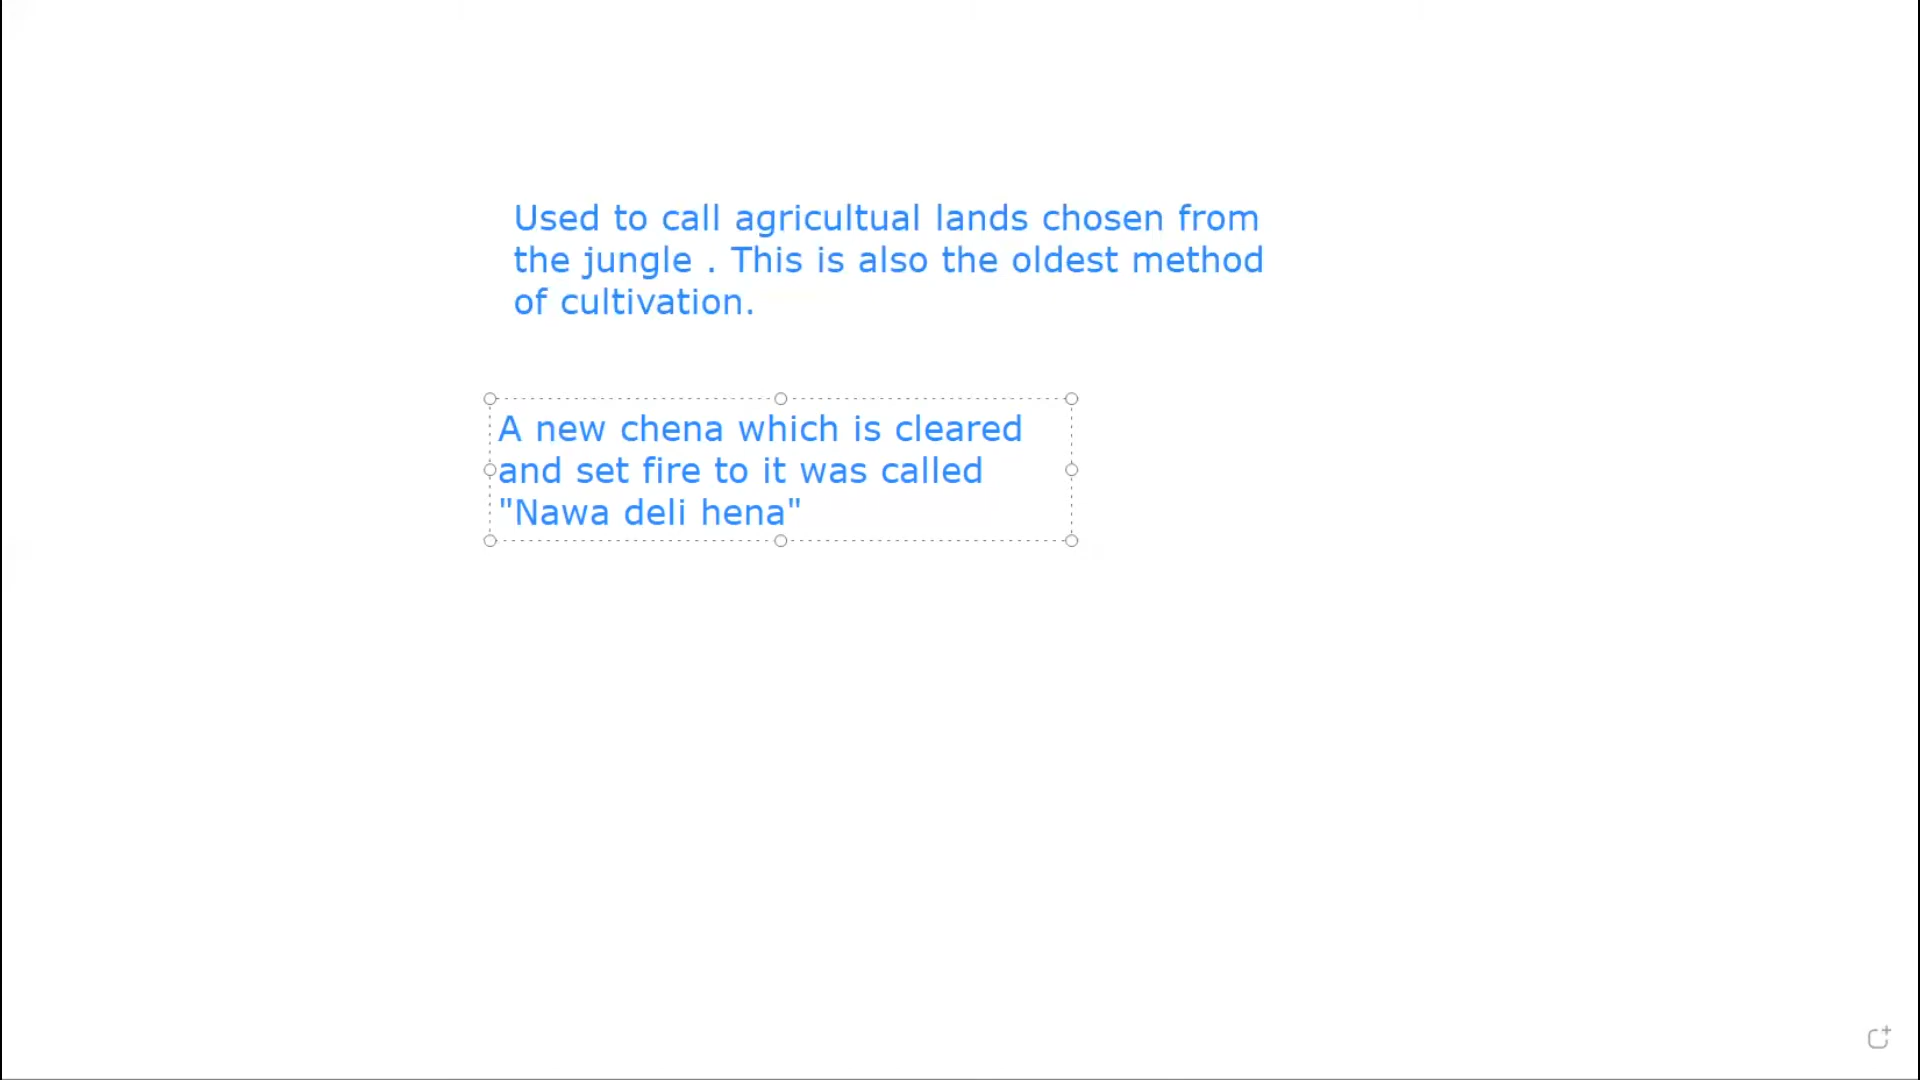 Used to call agricultual lands chosen from
the jungle . This is also the oldest method
of cultivation.
A new chena which is cleared
and set fire to it was called
"Nawa deli hena"